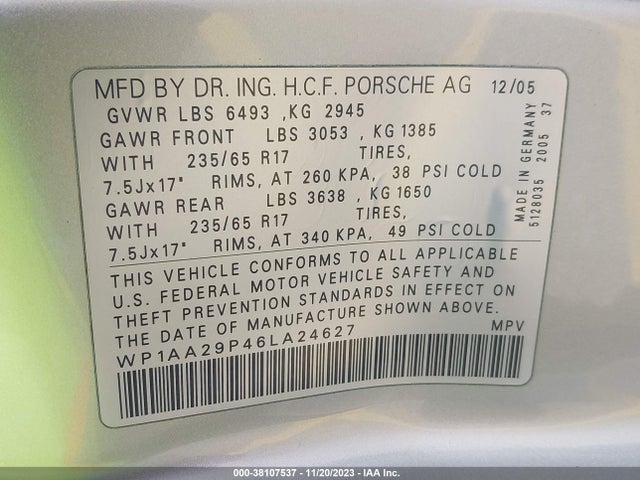 MFD BY DR. ING. H.C.F. PORSCHE AG 12/05
GVWR LBS 6493 ,KG 2945
GAWR FRONT LBS 3053 , KG 1385
WITH 235/65 R17 TIRES,
7.5Jx17" RIMS, AT 260 KPA, 38 PSI COLD
GAWR REAR LBS 3638 , KG 1650
WITH 235/65 R17 TIRES,
7.5Jx17" RIMS, AT 340 KPA, 49 PSI COLD
MADE IN GERMANY
5128035 2005 37
THIS VEHICLE CONFORMS TO ALL APPLICABLE
U.S. FEDERAL MOTOR VEHICLE SAFETY AND
THEFT PREVENTION STANDARDS IN EFFECT ON
THE DATE OF MANUFACTURE SHOWN ABOVE.
WP1AA29P46LA24627 MPV
000-38107537 - 11/20/2023 - IAA Inc.